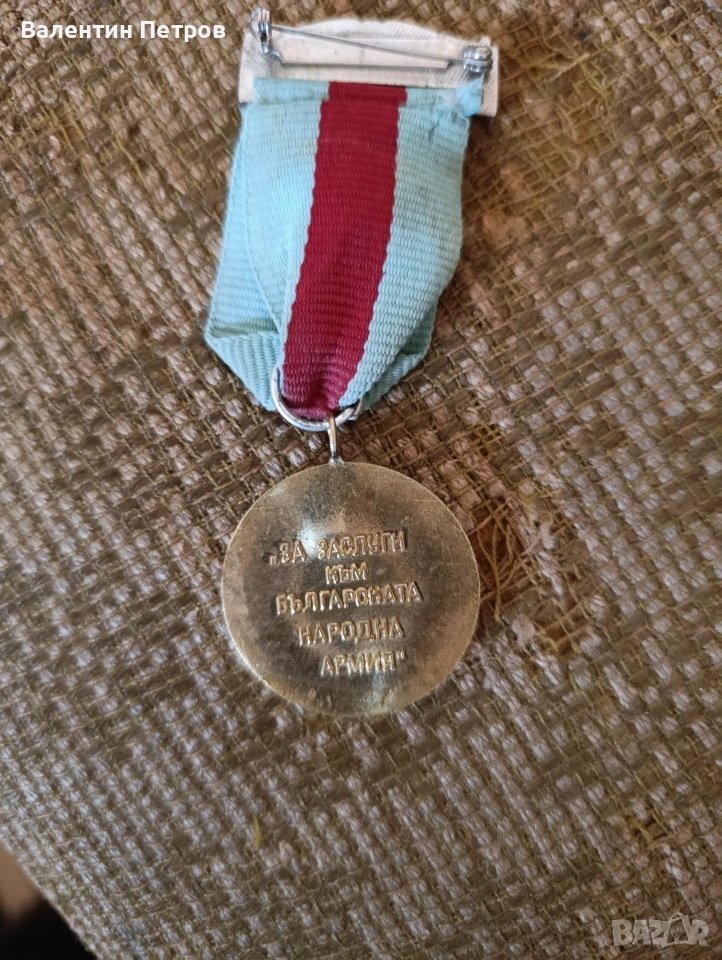 Валентин Петров
„ЗА ЗАСЛУГИ
КЪМ
БЪЛГАРСКАТА
НАРОДНА
АРМИЯ"
BAZAR